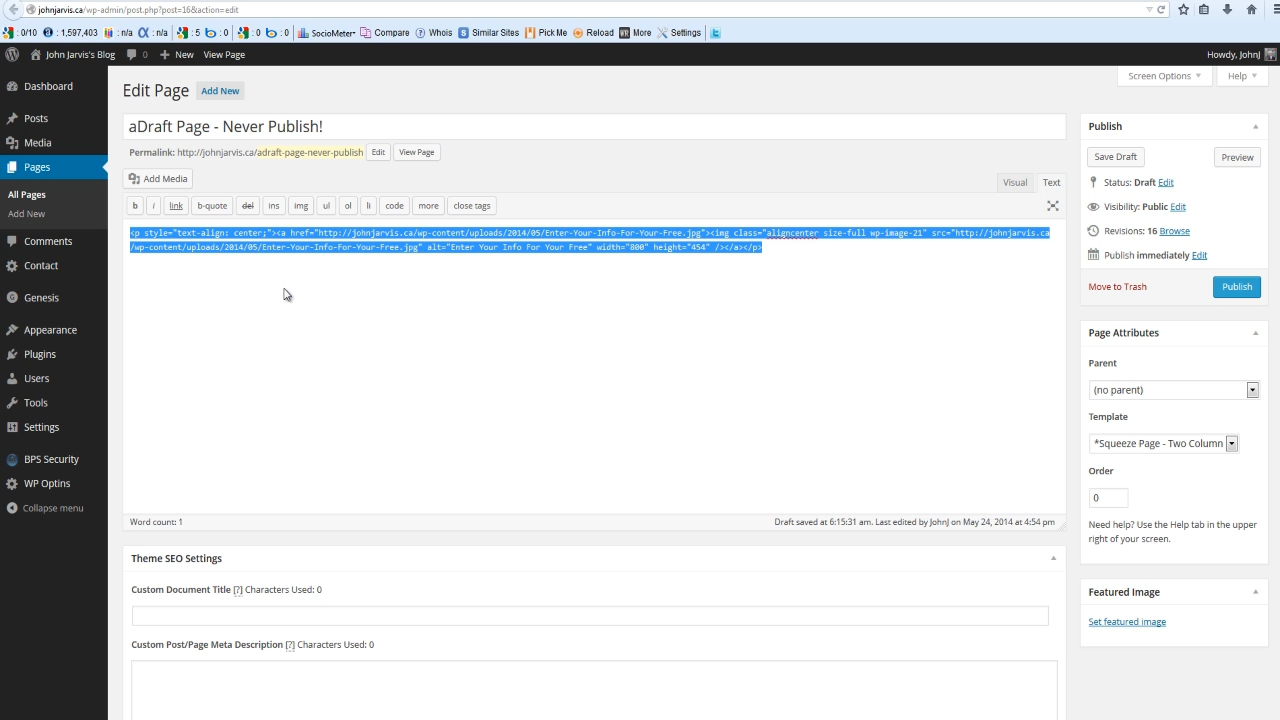 johnjarvis.ca/wp-admin/post.php?post=16&action=edit
: 0/10 : 1,597,403 : n/a : n/a : 5 : 0 : 0 : 0 SocioMeter Compare Whois Similar Sites Pick Me Reload More Settings
John Jarvis's Blog 0 New View Page Howdy, JohnJ
Screen Options Help
Dashboard
Posts
Media
Pages
All Pages
Add New
Comments
Contact
Genesis
Appearance
Plugins
Users
Tools
Settings
BPS Security
WP Optins
Collapse menu
Edit Page Add New
aDraft Page - Never Publish!
Permalink: http://johnjarvis.ca/adraft-page-never-publish Edit View Page
Add Media Visual Text
b i link b-quote del ins img ul ol li code more close tags
<p style="text-align: center;"><a href="http://johnjarvis.ca/wp-content/uploads/2014/05/Enter-Your-Info-For-Your-Free.jpg"><img class="aligncenter size-full wp-image-21" src="http://johnjarvis.ca
/wp-content/uploads/2014/05/Enter-Your-Info-For-Your-Free.jpg" alt="Enter Your Info For Your Free" width="800" height="454" /></a></p>
Word count: 1 Draft saved at 6:15:31 am. Last edited by JohnJ on May 24, 2014 at 4:54 pm
Theme SEO Settings
Custom Document Title [?] Characters Used: 0
Custom Post/Page Meta Description [?] Characters Used: 0
Publish
Save Draft Preview
Status: Draft Edit
Visibility: Public Edit
Revisions: 16 Browse
Publish immediately Edit
Move to Trash Publish
Page Attributes
Parent
(no parent)
Template
*Squeeze Page - Two Column
Order
0
Need help? Use the Help tab in the upper
right of your screen.
Featured Image
Set featured image